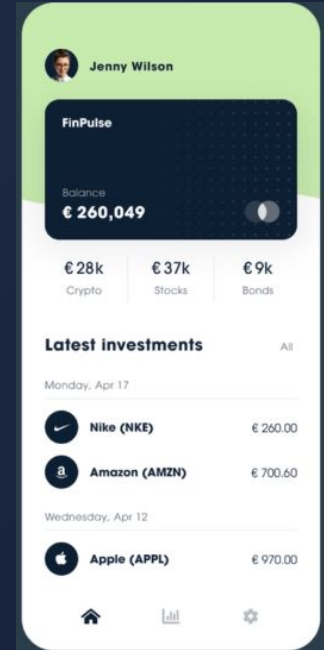 Jenny Wilson
FinPulse
Balance
€ 260,049
€ 28k € 37k € 9k
Crypto Stocks Bonds
Latest investments All
Monday, Apr 17
Nike (NKE) € 260.00
a Amazon (AMZN) € 700.60
Wednesday, Apr 12
Apple (APPL) € 970.00